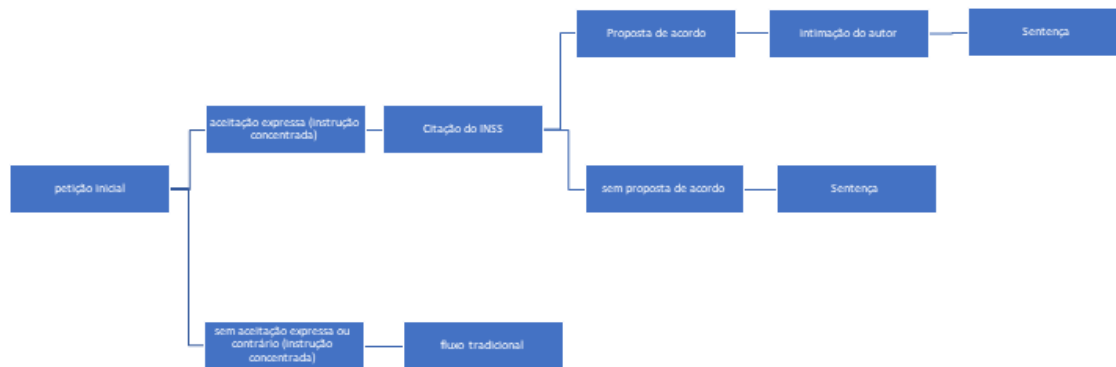 Proposta de acordo
intimação do autor
Sentença
aceitação expressa (instrução
concentrada)
Citação do INSS
petição inicial
sem proposta de acordo
Sentença
sem aceitação expressa ou
contrário (instrução
concentrada)
fluxo tradicional